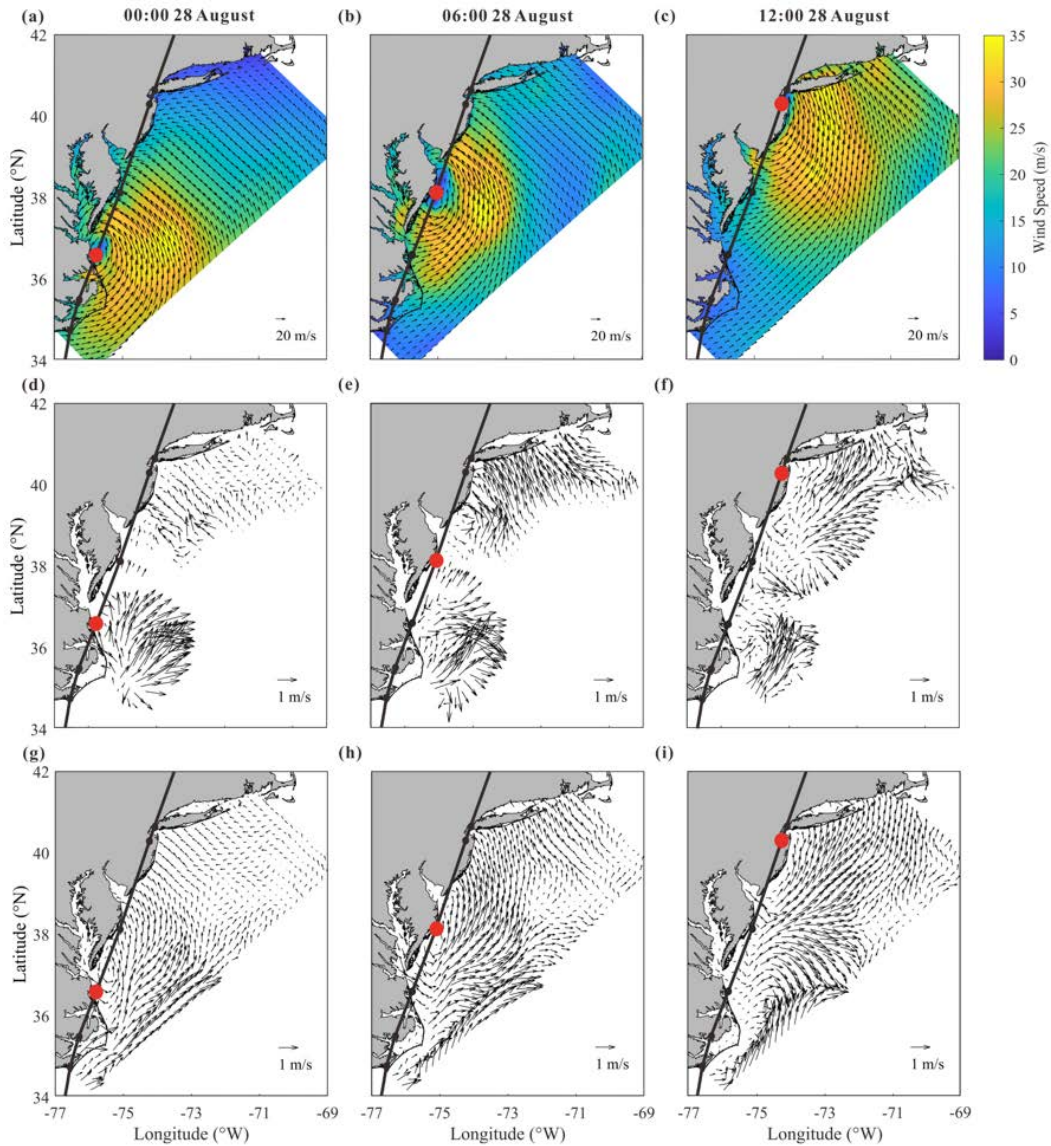 (a) 00:00 28 August (b) 06:00 28 August (c) 12:00 28 August
42
40
38
36
34
Latitude (°N)
20 m/s
20 m/s
20 m/s
35
30
25
20
15
10
5
0
Wind Speed (m/s)
(d) (e) (f)
42
40
38
36
34
Latitude (°N)
1 m/s
1 m/s
1 m/s
(g) (h) (i)
42
40
38
36
34
Latitude (°N)
1 m/s
1 m/s
1 m/s
-77 -75 -73 -71 -69
-77 -75 -73 -71 -69
-77 -75 -73 -71 -69
Longitude (°W) Longitude (°W) Longitude (°W)